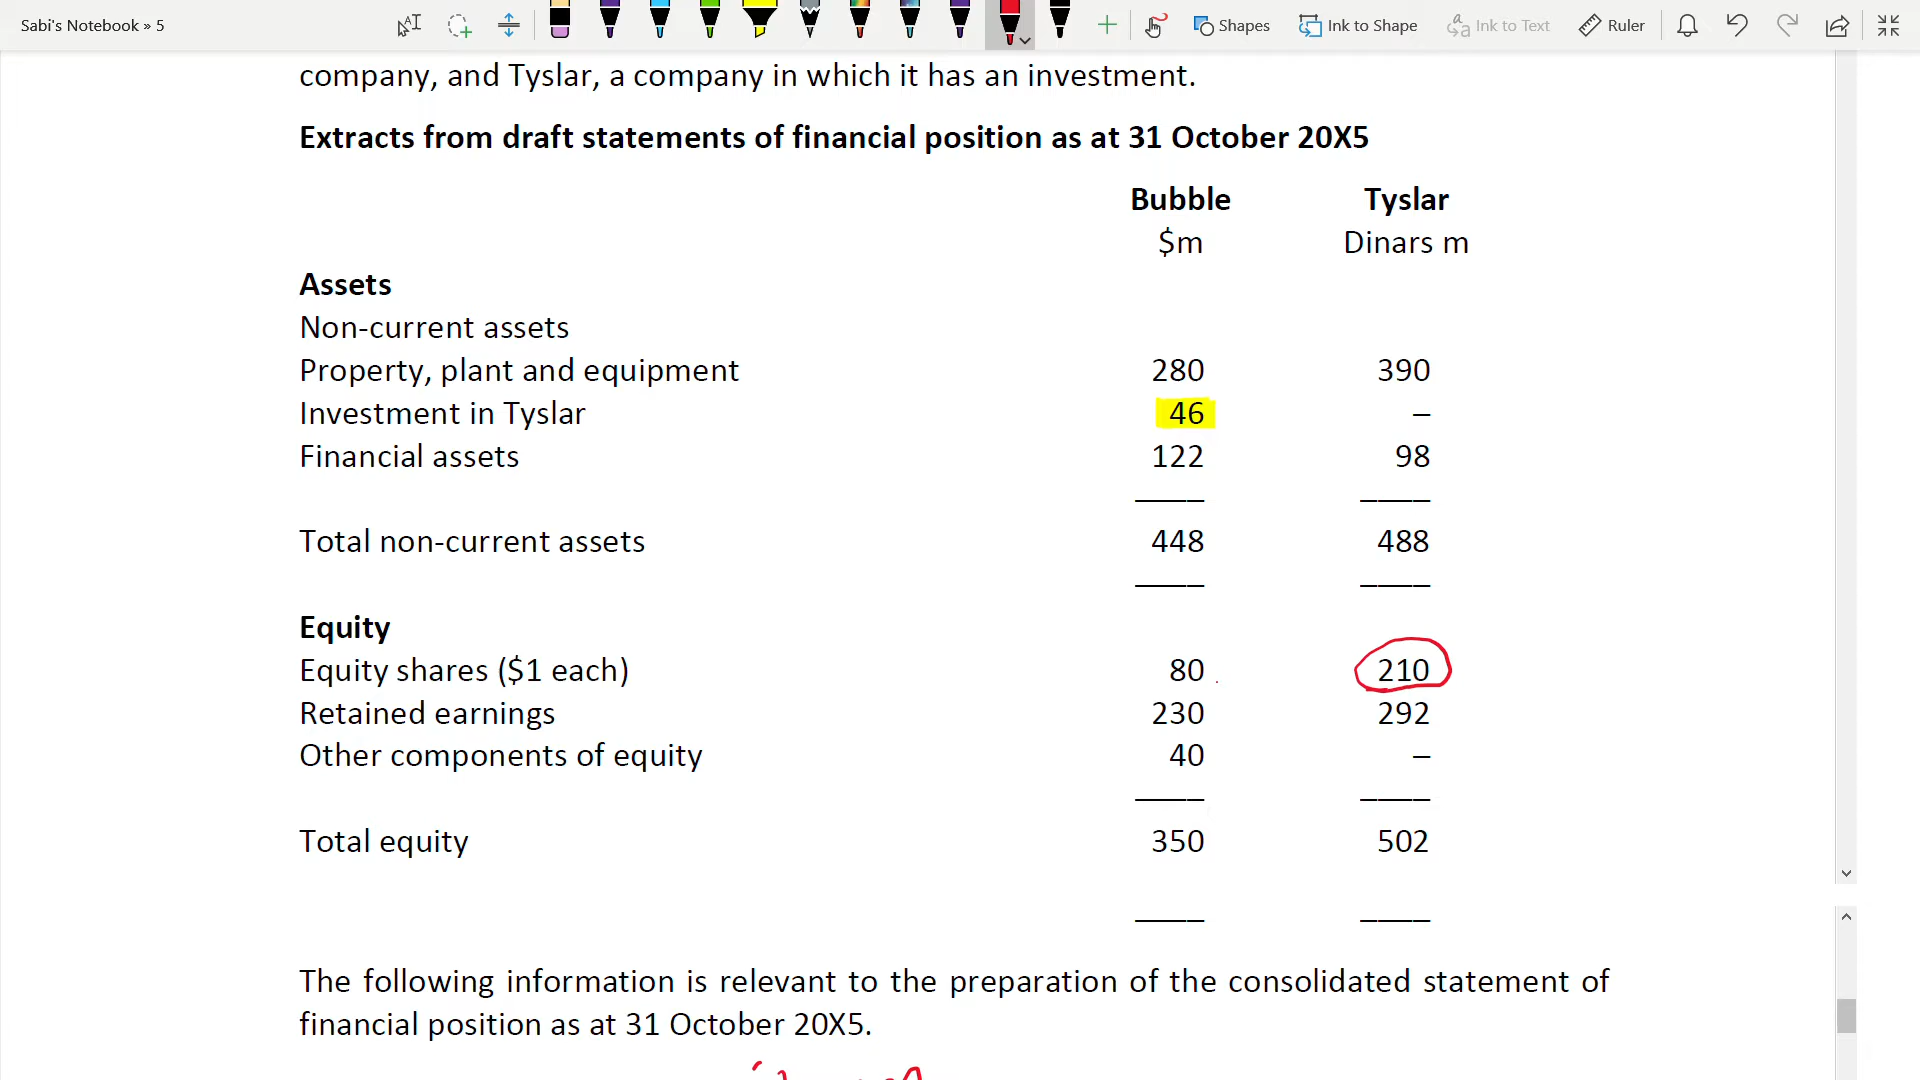 Sabi's Notebook » 5
Shapes Ink to Shape Ink to Text Ruler
company, and Tyslar, a company in which it has an investment.
Extracts from draft statements of financial position as at 31 October 20X5
Bubble Tyslar
$m Dinars m
Assets
Non-current assets
Property, plant and equipment 280 390
Investment in Tyslar 46 –
Financial assets 122 98
Total non-current assets 448 488
Equity
Equity shares ($1 each) 80 210
Retained earnings 230 292
Other components of equity 40 –
Total equity 350 502
The following information is relevant to the preparation of the consolidated statement of
financial position as at 31 October 20X5.